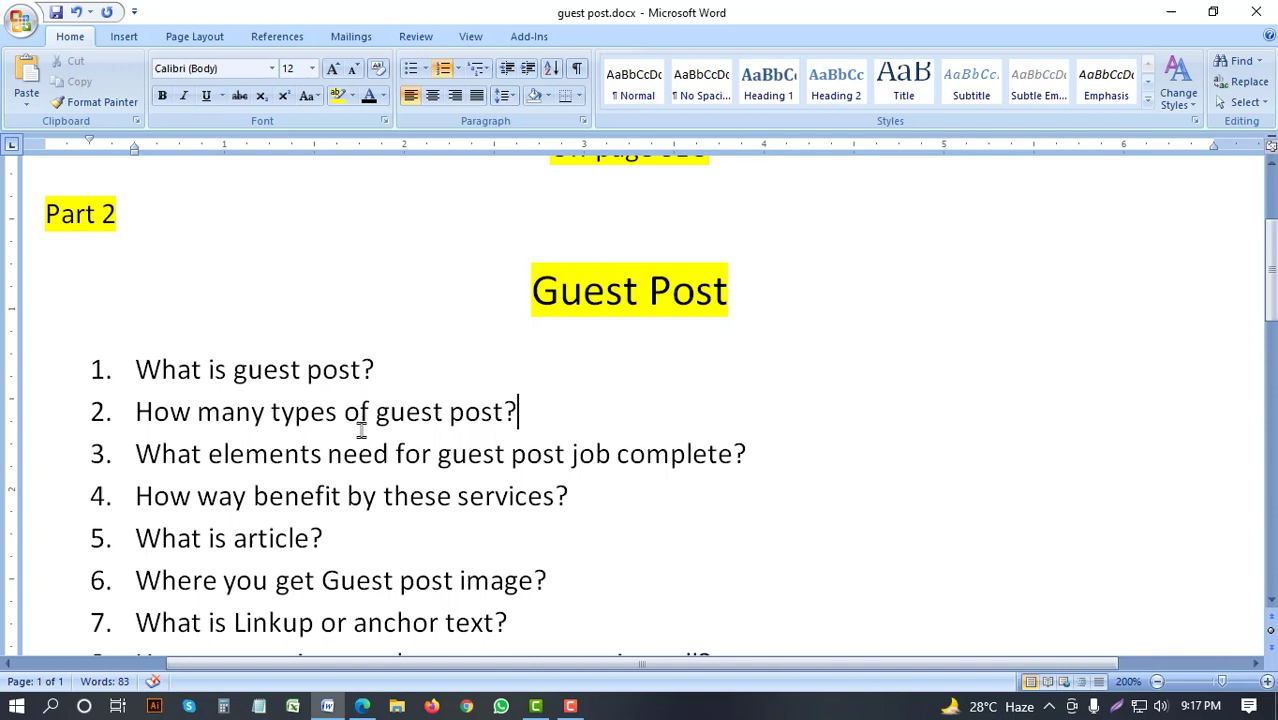 guest post.docx - Microsoft Word
Home Insert Page Layout References Mailings Review View Add-Ins
Paste
Cut
Copy
Format Painter
Clipboard
Calibri (Body) 12
Font
Paragraph
AaBbCcDc AaBbCcDc AaBbCc AaBbCc AaB AaBbCc. AaBbCcDc AaBbCcDc
¶ Normal ¶ No Spaci... Heading 1 Heading 2 Title Subtitle Subtle Em... Emphasis
Change Styles
Styles
Find
Replace
Select
Editing
1 2 3 4 5 6
Part 2
Guest Post
1. What is guest post?
2. How many types of guest post?
3. What elements need for guest post job complete?
4. How way benefit by these services?
5. What is article?
6. Where you get Guest post image?
7. What is Linkup or anchor text?
Page: 1 of 1 Words: 83 200%
28°C Haze 9:17 PM